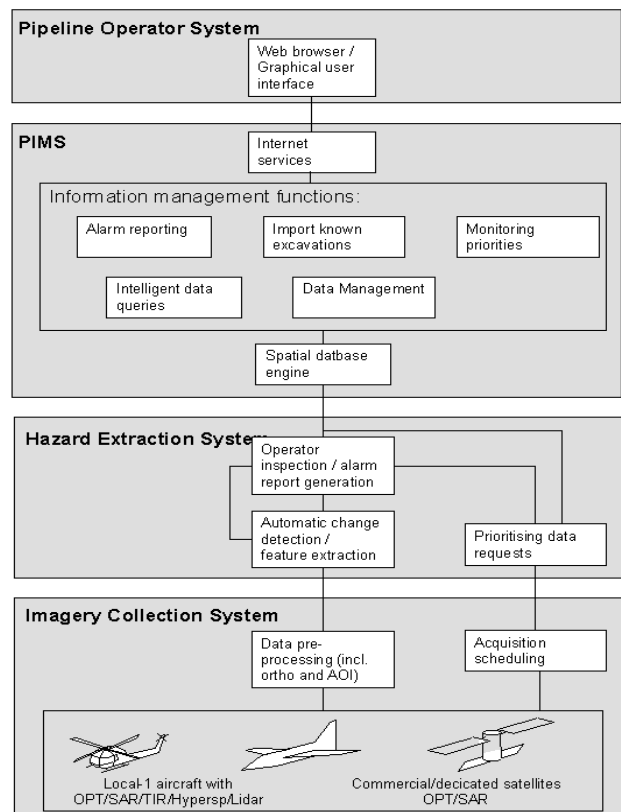 Pipeline Operator System
Web browser /
Graphical user
interface
PIMS
Internet
services
Information management functions:
Alarm reporting
Import known
excavations
Monitoring
priorities
Intelligent data
queries
Data Management
Spatial datbase
engine
Hazard Extraction System
Operator
inspection / alarm
report generation
Automatic change
detection /
feature extraction
Prioritising data
requests
Imagery Collection System
Data pre-
processing (incl.
ortho and AOI)
Acquisition
scheduling
Local-1 aircraft with
OPT/SAR/TIR/Hypersp/Lidar
Commercial/decicated satellites
OPT/SAR